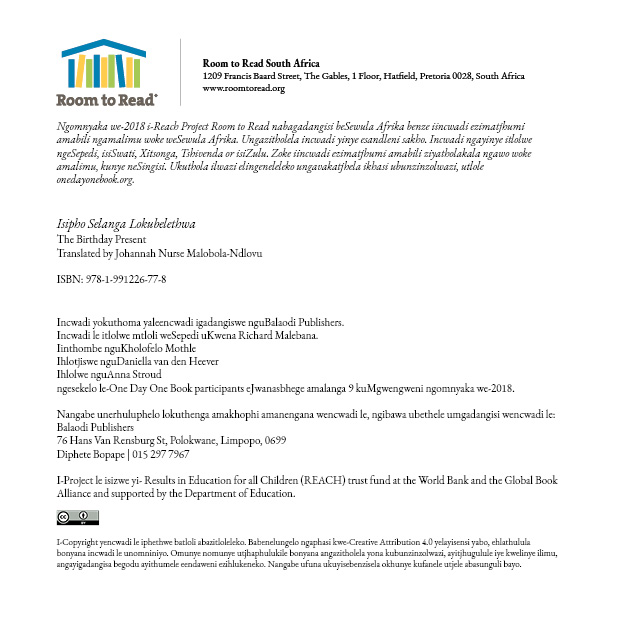 Room to Read®
Room to Read South Africa
1209 Francis Baard Street, The Gables, 1 Floor, Hatfield, Pretoria 0028, South Africa
www.roomtoread.org
Ngomnyaka we-2018 i-Reach Project Room to Read nabagadangisi beSewula Afrika benze iincwadi ezimatjhumi
amabili ngamalimu woke weSewula Afrika. Ungazitholela incwadi yinye esandleni sakho. Incwadi ngayinye itlolwe
ngeSepedi, isiSwati, Xitsonga, Tshivenda or isiZulu. Zoke iincwadi ezimatjhumi amabili ziyatholakala ngawo woke
amalimu, kunye neSingisi. Ukuthola ilwazi elingeneleleko ungavakatjhela ikhasi ubunzinzolwazi, utlole
onedayonebook.org.
Isipho Selanga Lokubelethwa
The Birthday Present
Translated by Johannah Nurse Malobola-Ndlovu
ISBN: 978-1-991226-77-8
Incwadi yokuthoma yaleencwadi igadangiswe nguBalaodi Publishers.
Incwadi le itlolwe mtloli weSepedi uKwena Richard Malebana.
Iinthombe nguKholofelo Mothle
Ihlotjiswe nguDaniella van den Heever
Ihlolwe nguAnna Stroud
ngesekelo le-One Day One Book participants eJwanasbhege amalanga 9 kuMgwengweni ngomnyaka we-2018.
Nangabe unerhuluphelo lokuthenga amakhophi amanengana wencwadi le, ngibawa ubethele umgadangisi wencwadi le:
Balaodi Publishers
76 Hans Van Rensburg St, Polokwane, Limpopo, 0699
Diphete Bopape | 015 297 7967
I-Project le isizwe yi- Results in Education for all Children (REACH) trust fund at the World Bank and the Global Book
Alliance and supported by the Department of Education.
cc BY
I-Copyright yencwadi le iphethwe batloli abazitloleleko. Babenelungelo ngaphasi kwe-Creative Attribution 4.0 yelayisensi yabo, ehlathulula
bonyana incwadi le unomniniyo. Omunye nomunye utjhaphulukile bonyana angazitholela yona kubunzinzolwazi, ayitjhugulule iye kwelinye ilimu,
angayigadangisa begodu ayithumele eendaweni ezihlukeneko. Nangabe ufuna ukuyisebenzisela okhunye kufanele utjele abasunguli bayo.